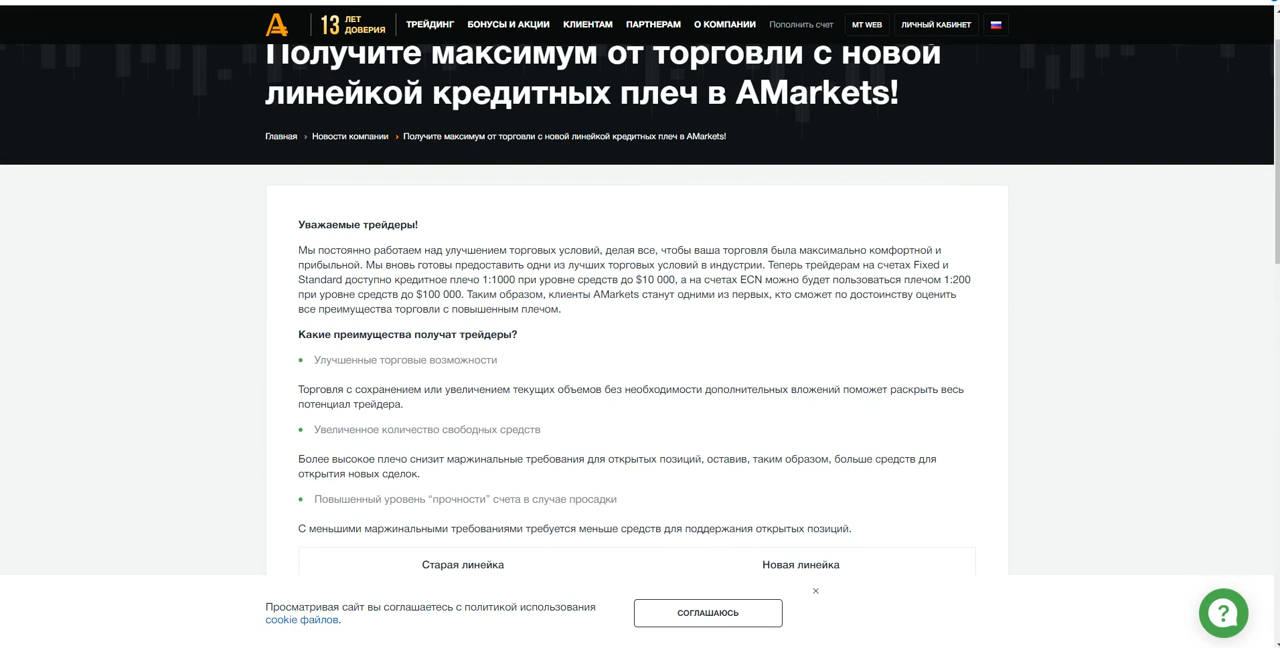 13 ЛЕТ ДОВЕРИЯ ТРЕЙДИНГ БОНУСЫ И АКЦИИ КЛИЕНТАМ ПАРТНЕРАМ О КОМПАНИИ Пополнить счет MT WEB ЛИЧНЫЙ КАБИНЕТ
Получите максимум от торговли с новой
линейкой кредитных плеч в AMarkets!
Главная › Новости компании › Получите максимум от торговли с новой линейкой кредитных плеч в AMarkets!
Уважаемые трейдеры!
Мы постоянно работаем над улучшением торговых условий, делая все, чтобы ваша торговля была максимально комфортной и
прибыльной. Мы вновь готовы предоставить одни из лучших торговых условий в индустрии. Теперь трейдерам на счетах Fixed и
Standard доступно кредитное плечо 1:1000 при уровне средств до $10 000, а на счетах ECN можно будет пользоваться плечом 1:200
при уровне средств до $100 000. Таким образом, клиенты AMarkets станут одними из первых, кто сможет по достоинству оценить
все преимущества торговли с повышенным плечом.
Какие преимущества получат трейдеры?
Улучшенные торговые возможности
Торговля с сохранением или увеличением текущих объемов без необходимости дополнительных вложений поможет раскрыть весь
потенциал трейдера.
Увеличенное количество свободных средств
Более высокое плечо снизит маржинальные требования для открытых позиций, оставив, таким образом, больше средств для
открытия новых сделок.
Повышенный уровень “прочности” счета в случае просадки
С меньшими маржинальными требованиями требуется меньше средств для поддержания открытых позиций.
Старая линейка Новая линейка
Просматривая сайт вы соглашаетесь с политикой использования
cookie файлов.
СОГЛАШАЮСЬ